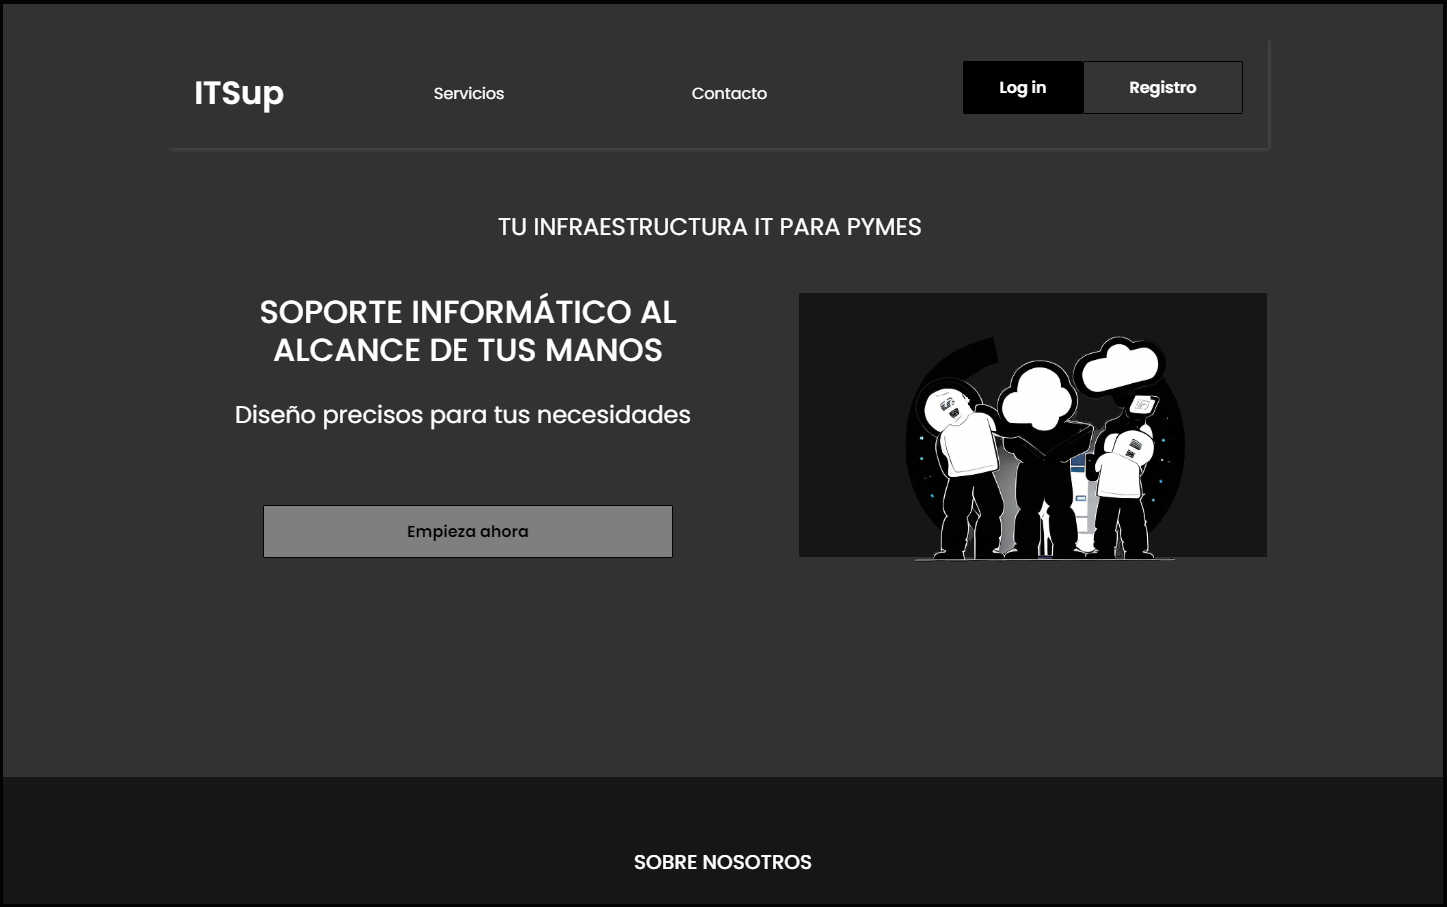 ITSup
Servicios
Contacto
Log in
Registro
TU INFRAESTRUCTURA IT PARA PYMES
SOPORTE INFORMÁTICO AL
ALCANCE DE TUS MANOS
Diseño precisos para tus necesidades
Empieza ahora
SOBRE NOSOTROS